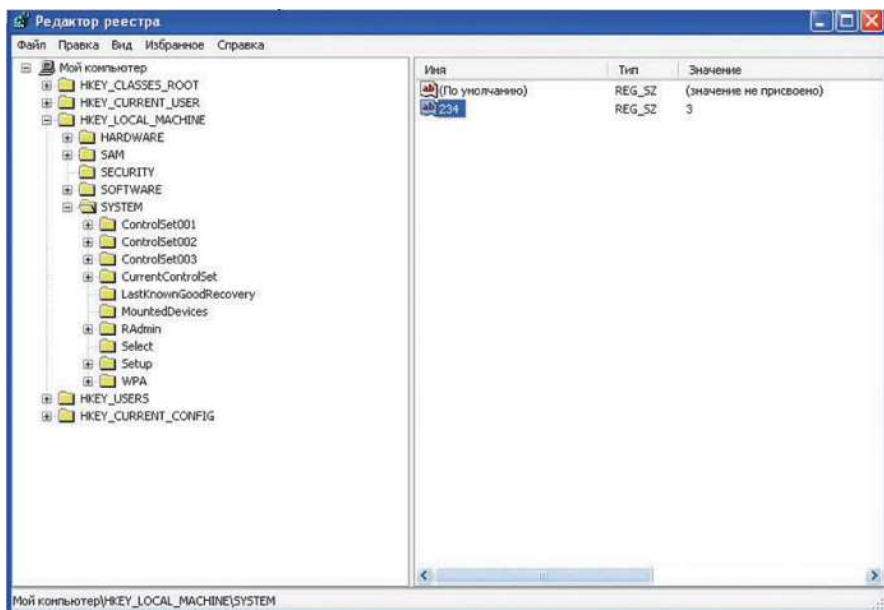 Редактор реестра
Файл Правка Вид Избранное Справка
Мой компьютер
HKEY_CLASSES_ROOT
HKEY_CURRENT_USER
HKEY_LOCAL_MACHINE
HARDWARE
SAM
SECURITY
SOFTWARE
SYSTEM
ControlSet001
ControlSet002
ControlSet003
CurrentControlSet
LastKnownGoodRecovery
MountedDevices
RAdmin
Select
Setup
WPA
HKEY_USERS
HKEY_CURRENT_CONFIG
Имя Тип Значение
ab (По умолчанию) REG_SZ (значение не присвоено)
ab 234 REG_SZ 3
Мой компьютер\HKEY_LOCAL_MACHINE\SYSTEM